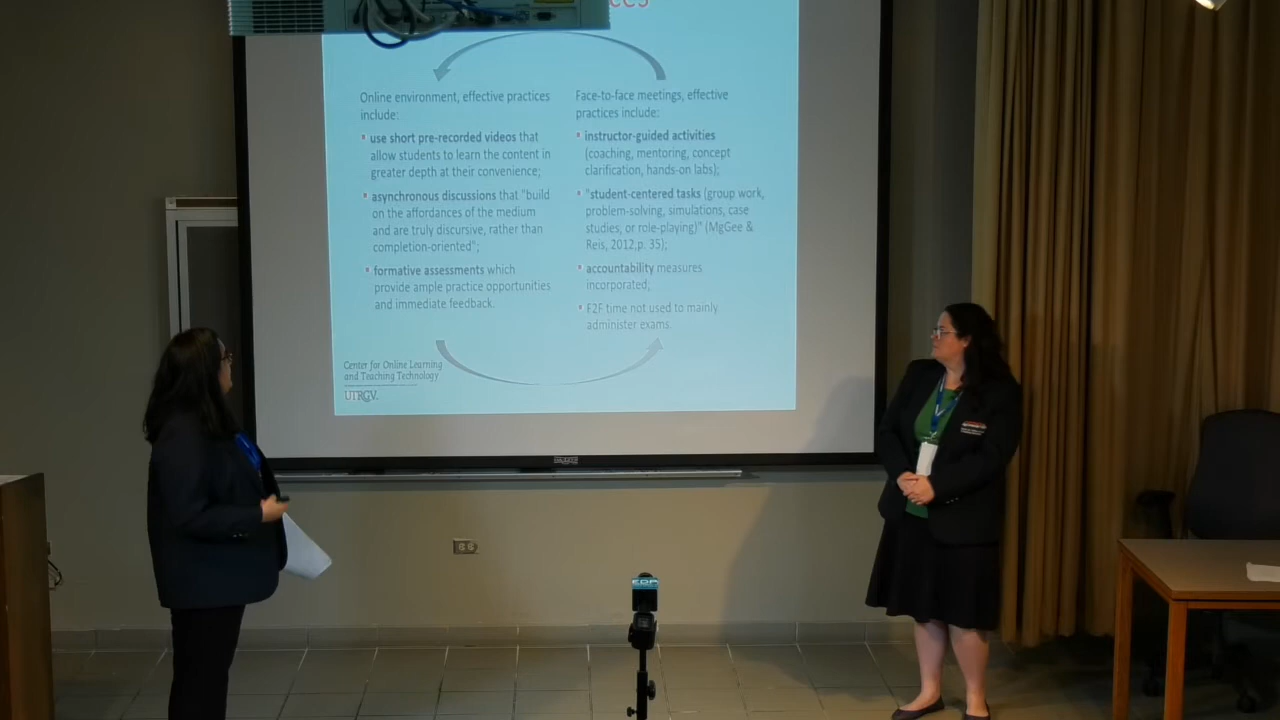 Online environment, effective practices
include:
use short pre-recorded videos that
allow students to learn the content in
greater depth at their convenience;
asynchronous discussions that "build
on the affordances of the medium
and are truly discursive, rather than
completion-oriented";
formative assessments which
provide ample practice opportunities
and immediate feedback.
Face-to-face meetings, effective
practices include:
instructor-guided activities
(coaching, mentoring, concept
clarification, hands-on labs);
"student-centered tasks (group work,
problem-solving, simulations, case
studies, or role-playing)" (MgGee &
Reis, 2012,p. 35);
accountability measures
incorporated;
F2F time not used to mainly
administer exams.
Center for Online Learning
and Teaching Technology
UTRGV.